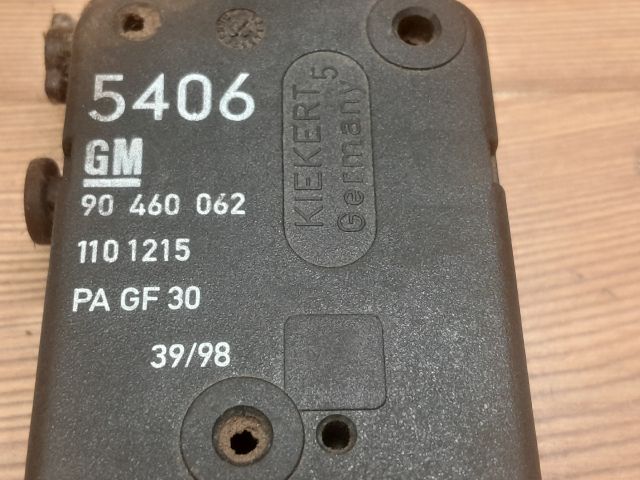 5406
GM
90 460 062
110 1215
PA GF 30
39/98
KIEKERT 5
Germany